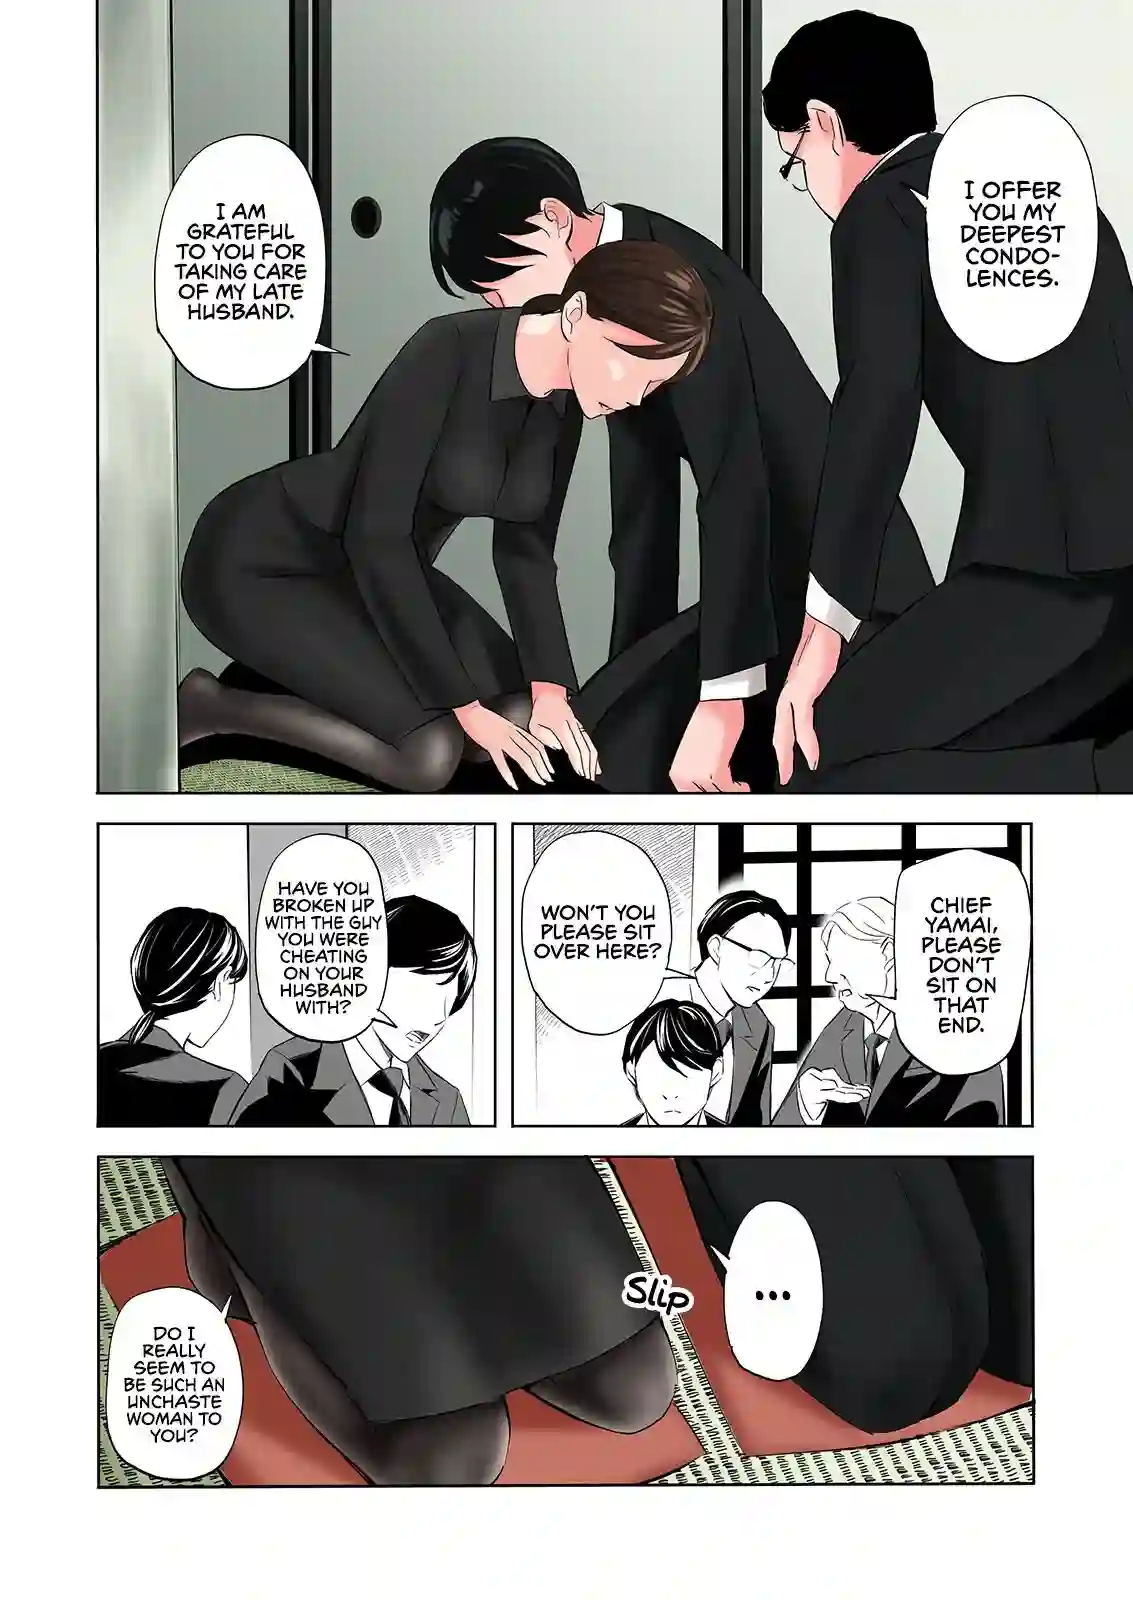 I OFFER
YOU MY
DEEPEST
CONDO-
LENCES.
I AM
GRATEFUL
TO YOU FOR
TAKING CARE
OF MY LATE
HUSBAND.
CHIEF
YAMAI,
PLEASE
DON'T
SIT ON
THAT
END.
WON'T YOU
PLEASE SIT
OVER HERE?
HAVE YOU
BROKEN UP
WITH THE GUY
YOU WERE
CHEATING
ON YOUR
HUSBAND
WITH?
...
Slip
DO I
REALLY
SEEM TO
BE SUCH AN
UNCHASTE
WOMAN TO
YOU?